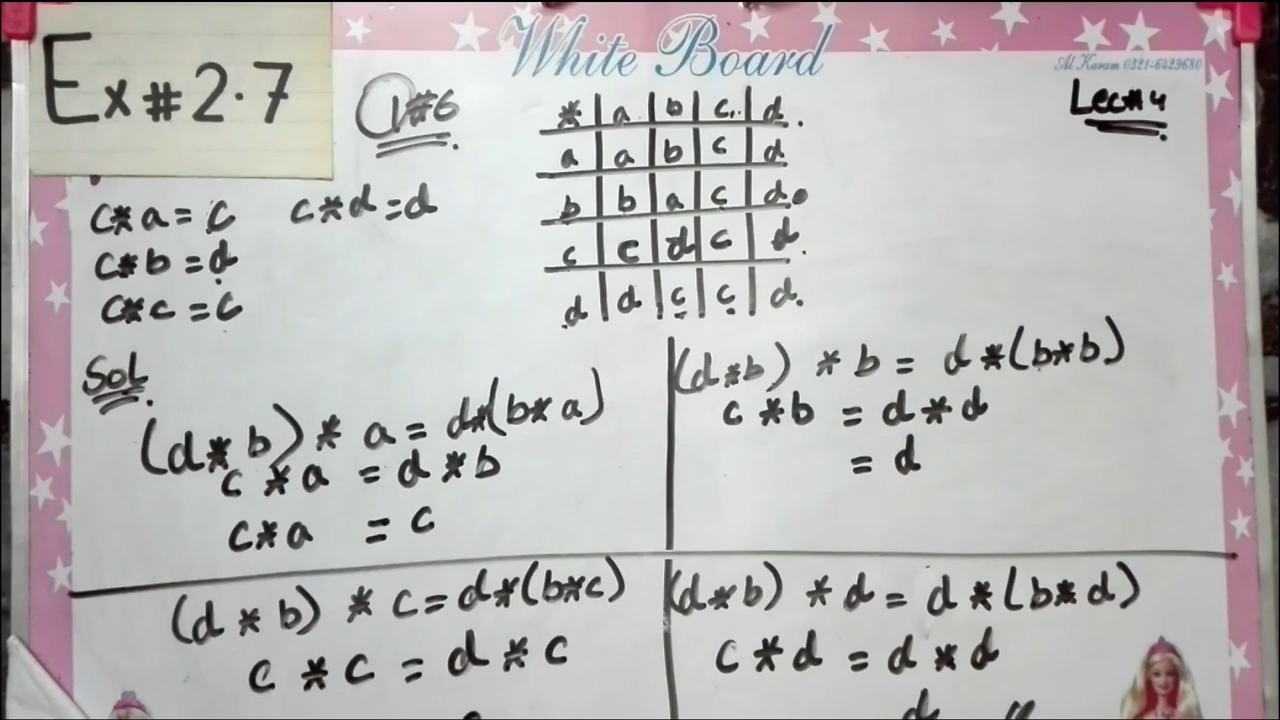 White Board
Al Karam 0321-6429680
Ex#2.7
Q#6
Lec#4
* | a | b | c | d
a | a | b | c | d
b | b | a | c | d
c | c | d | c | d
d | d | c | c | d
c*a=c c*d=d
c*b=d
c*c=c
Sol
(d*b)*a=d*(b*a)
c*a=d*b
c*a=c
(d*b)*b=d*(b*b)
c*b=d*d
=d
(d*b)*c=d*(b*c)
c*c=d*c
(d*b)*d=d*(b*d)
c*d=d*d